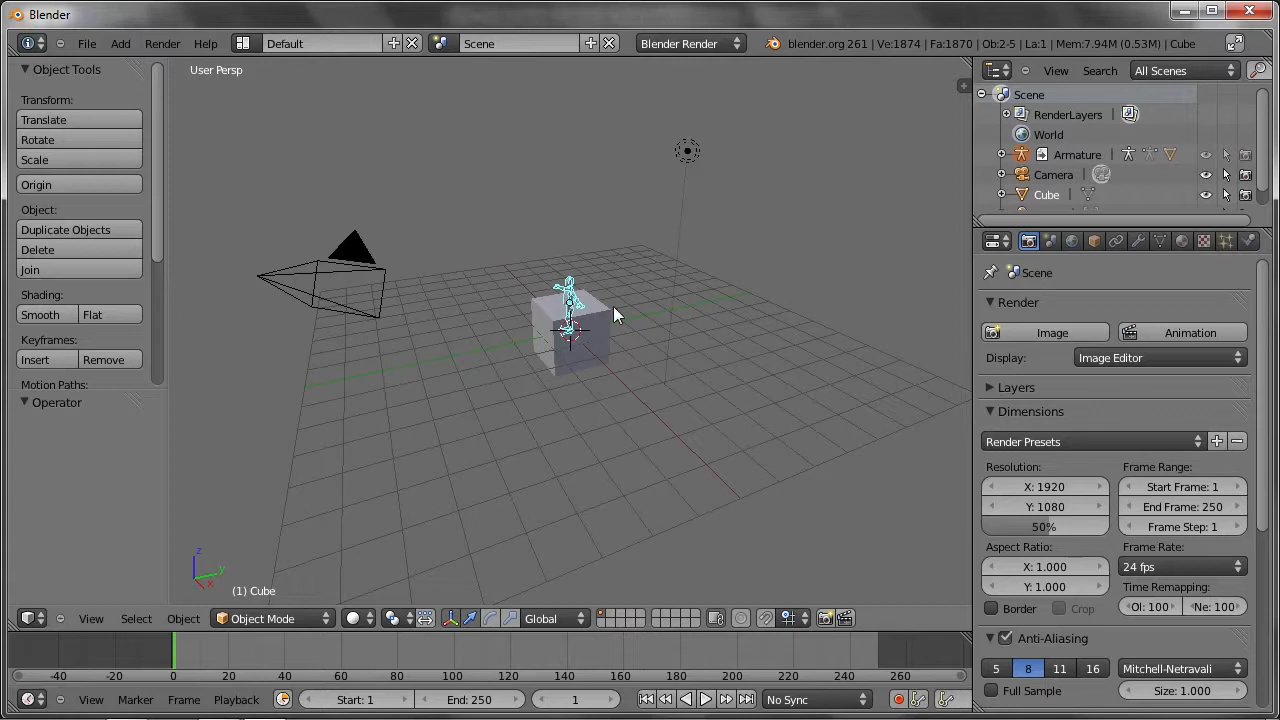 Blender
File Add Render Help Default Scene Blender Render blender.org 261 | Ve:1874 | Fa:1870 | Ob:2-5 | La:1 | Mem:7.94M (0.53M) | Cube
Object Tools
Transform:
Translate
Rotate
Scale
Origin
Object:
Duplicate Objects
Delete
Join
Shading:
Smooth Flat
Keyframes:
Insert Remove
Motion Paths:
Operator
User Persp
z
y
x
(1) Cube
View Select Object Object Mode Global
-40 -20 0 20 40 60 80 100 120 140 160 180 200 220 240 260
View Marker Frame Playback Start: 1 End: 250 1 No Sync
View Search All Scenes
Scene
RenderLayers |
World
Armature |
Camera |
Cube |
Scene
Render
Image Animation
Display: Image Editor
Layers
Dimensions
Render Presets
Resolution: Frame Range:
X: 1920 Start Frame: 1
Y: 1080 End Frame: 250
50% Frame Step: 1
Aspect Ratio: Frame Rate:
X: 1.000 24 fps
Y: 1.000 Time Remapping:
Border Crop Ol: 100 Ne: 100
Anti-Aliasing
5 8 11 16 Mitchell-Netravali
Full Sample Size: 1.000